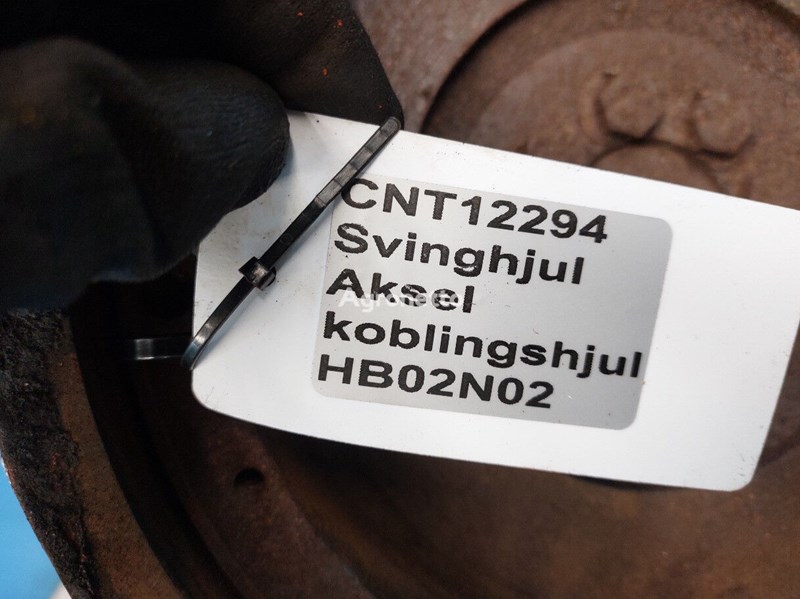 CNT12294
Svinghjul
Aksel
koblingshjul
HB02N02